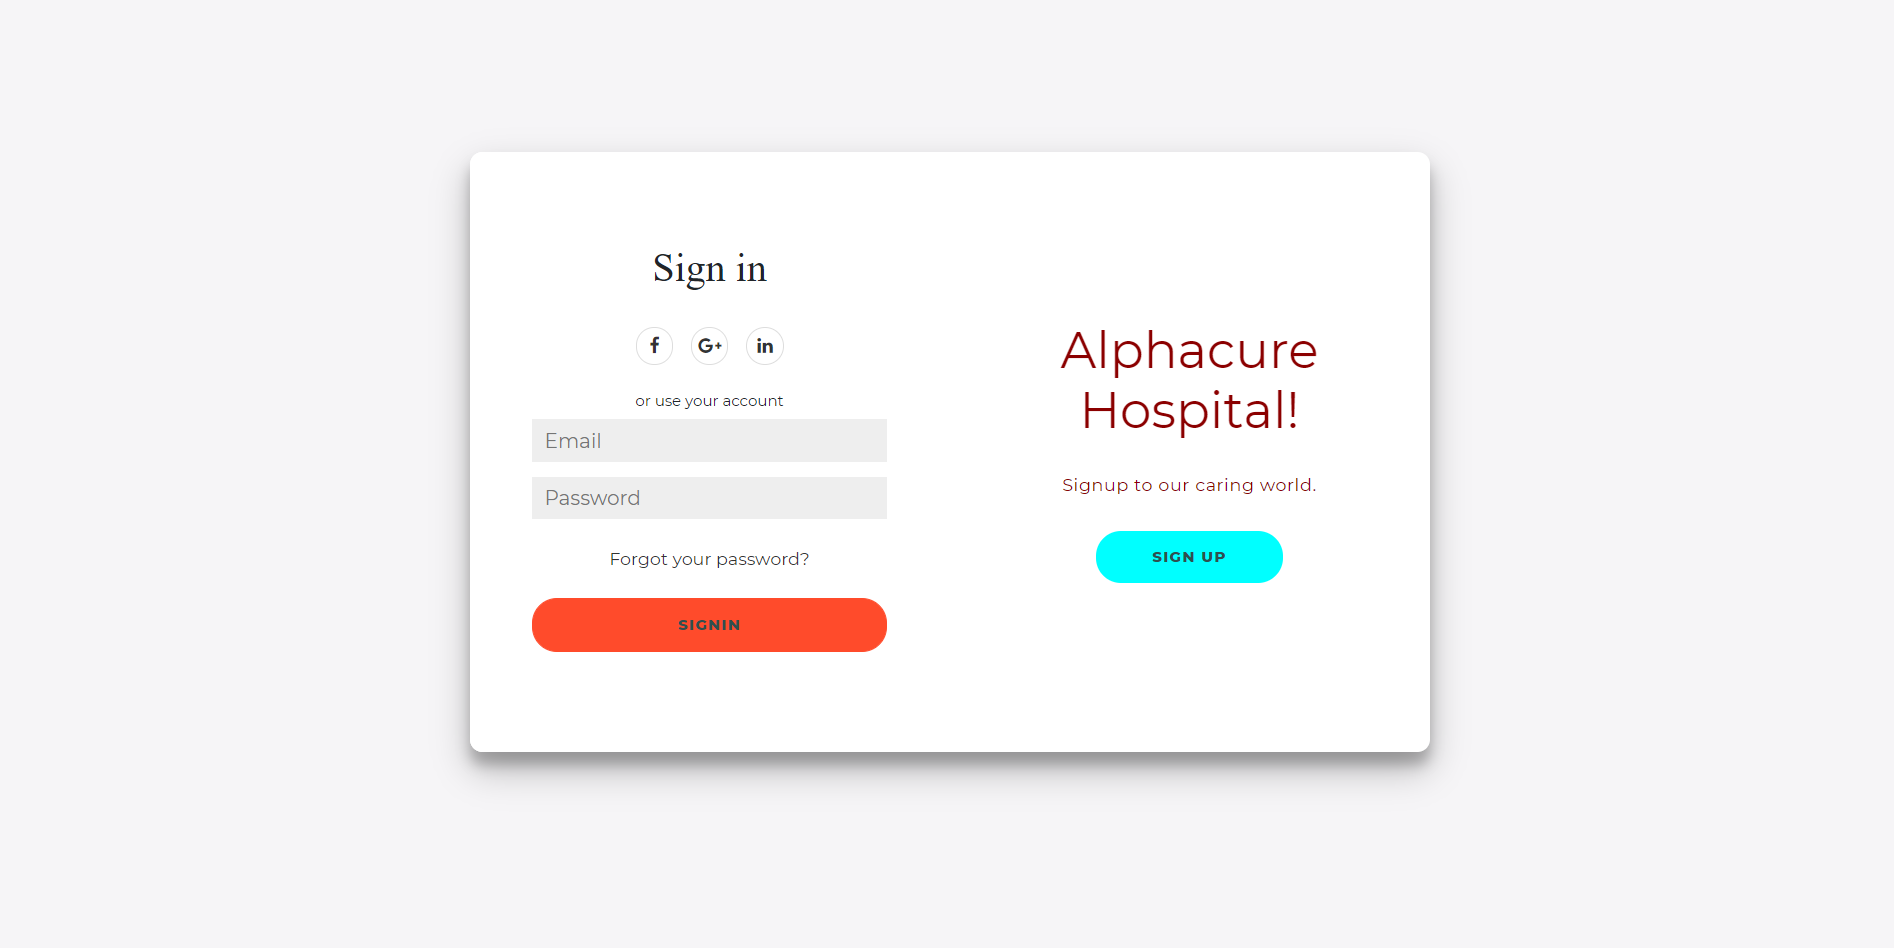 Sign in
f G+ in
or use your account
Email
Password
Forgot your password?
SIGNIN
Alphacure
Hospital!
Signup to our caring world.
SIGN UP